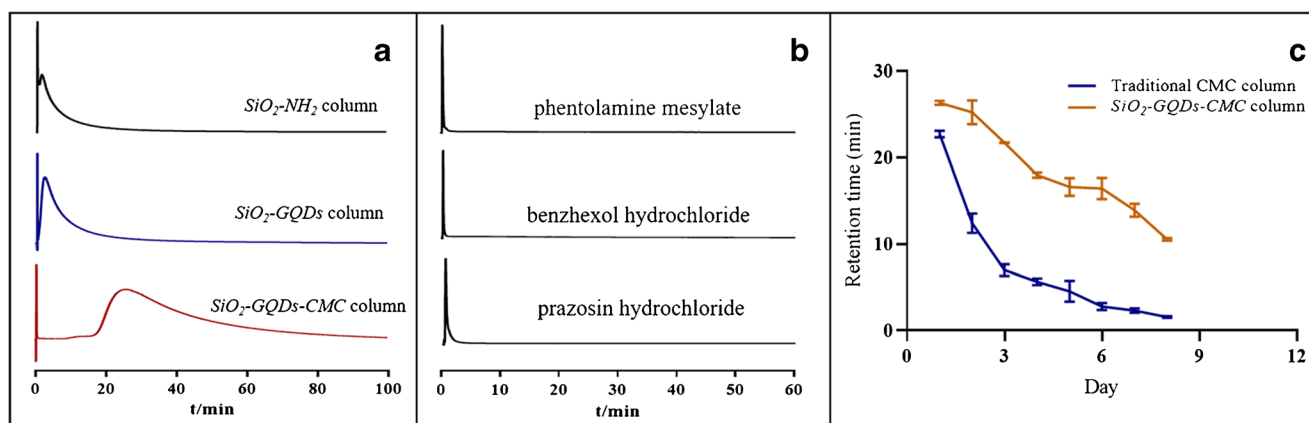 a
SiO2-NH2 column
SiO2-GQDs column
SiO2-GQDs-CMC column
0 20 40 60 80 100
t/min
b
phentolamine mesylate
benzhexol hydrochloride
prazosin hydrochloride
0 10 20 30 40 50 60
t/min
c
Traditional CMC column
SiO2-GQDs-CMC column
Retention time (min)
30
20
10
0
0 3 6 9 12
Day